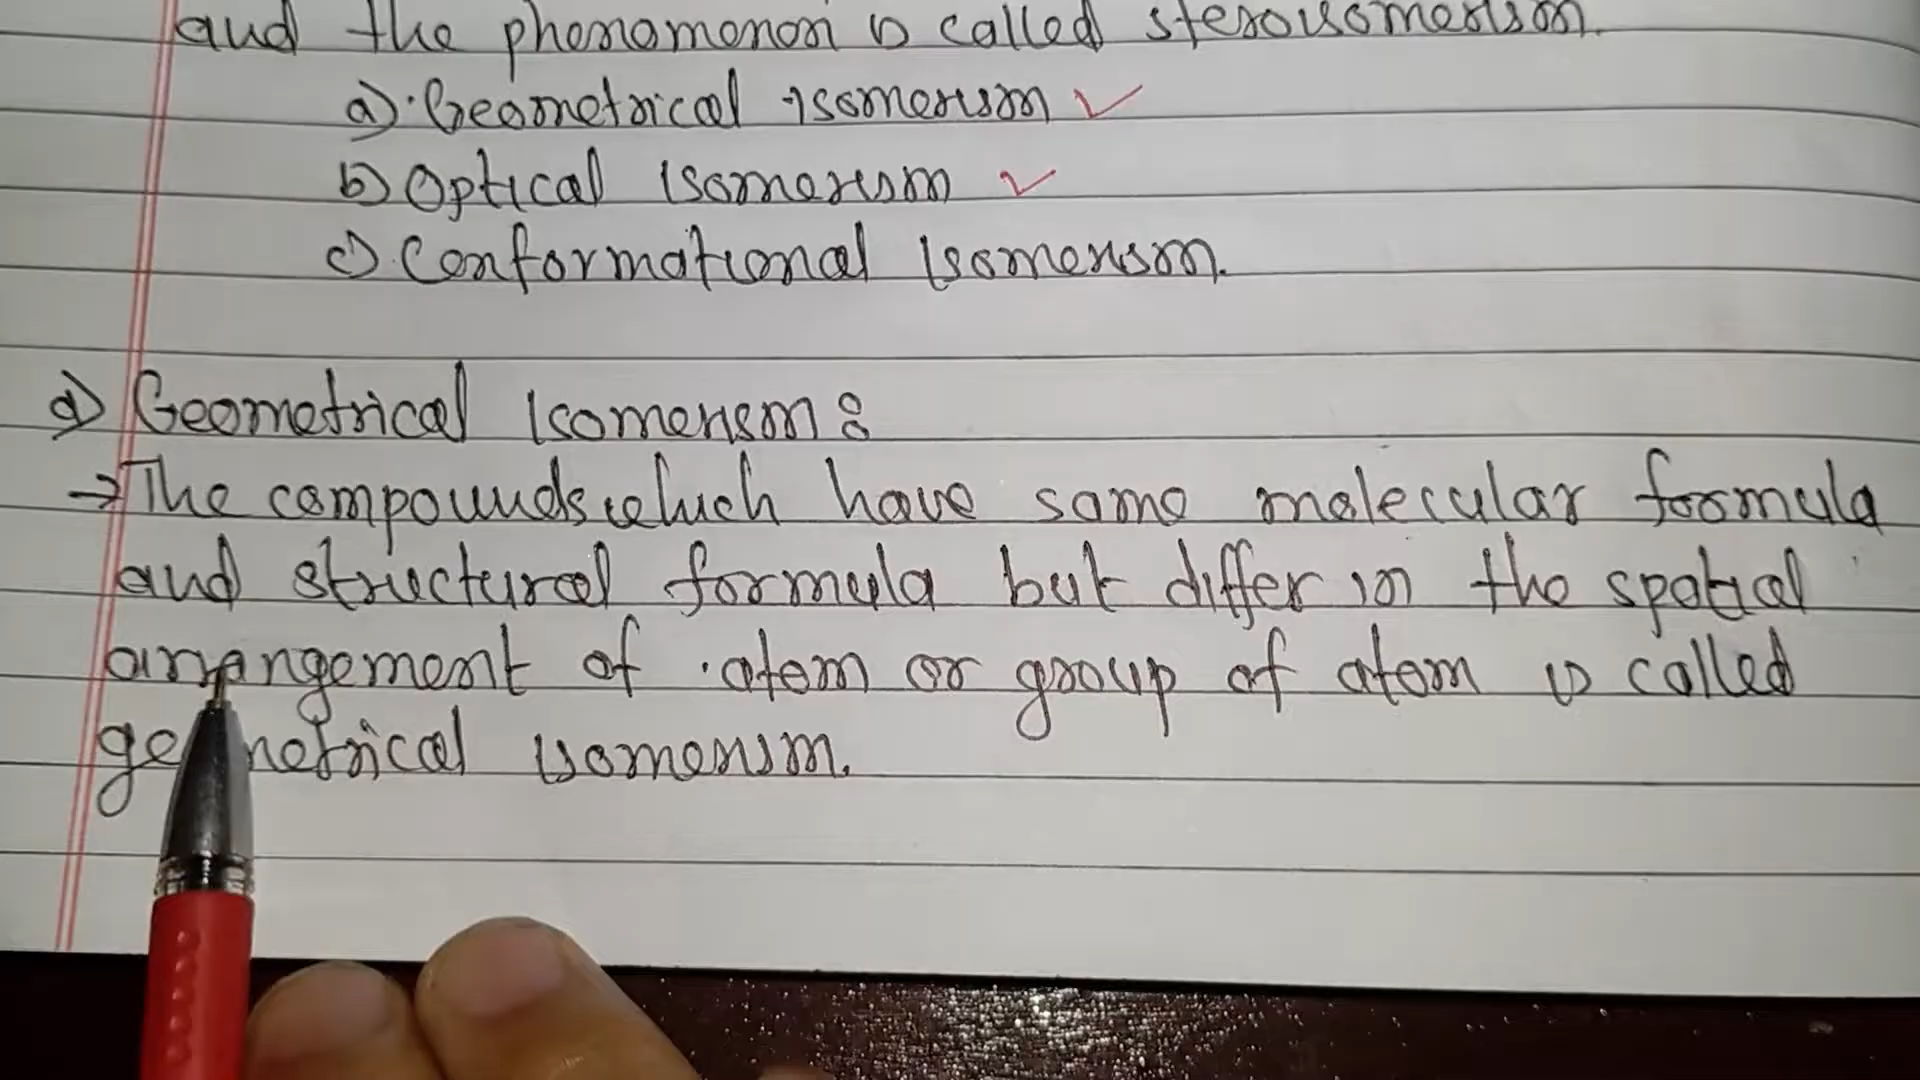 and the phenomenon is called steroisomerism.
a) Geometrical isomerism ✓
b) Optical isomerism ✓
c) Conformational isomerism.
a) Geometrical Isomerism :
→ The compounds which have same molecular formula
and structural formula but differ in the spatial
arrangement of atom or group of atom is called
geometrical isomerism.